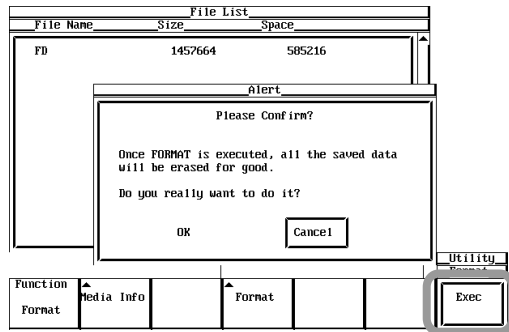 File List
File Name Size Space
FD 1457664 585216
Alert
Please Confirm?
Once FORMAT is executed, all the saved data
will be erased for good.
Do you really want to do it?
OK Cancel
Utility
Format
Function
Format
Media Info
Format
Exec